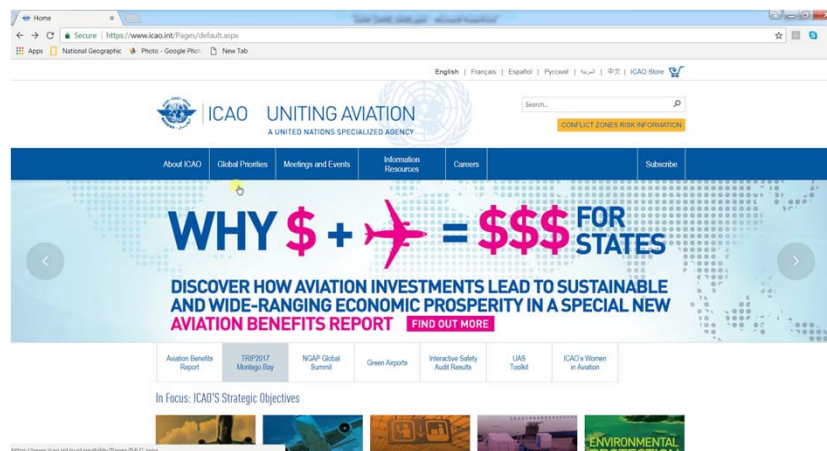 Home
Secure | https://www.icao.int/Pages/default.aspx
Apps National Geographic Photo - Google Pho New Tab
English | Français | Español | Русский | العربية | 中文 | ICAO Store
ICAO UNITING AVIATION
A UNITED NATIONS SPECIALIZED AGENCY
Search...
CONFLICT ZONES RISK INFORMATION
About ICAO Global Priorities Meetings and Events Information Resources Careers Subscribe
WHY $ + = $$$ FOR STATES
DISCOVER HOW AVIATION INVESTMENTS LEAD TO SUSTAINABLE
AND WIDE-RANGING ECONOMIC PROSPERITY IN A SPECIAL NEW
AVIATION BENEFITS REPORT FIND OUT MORE
Aviation Benefits Report TRIP2017 Montego Bay NGAP Global Summit Green Airports Interactive Safety Audit Results UAS Toolkit ICAO's Women in Aviation
In Focus: ICAO'S Strategic Objectives
ENVIRONMENTAL